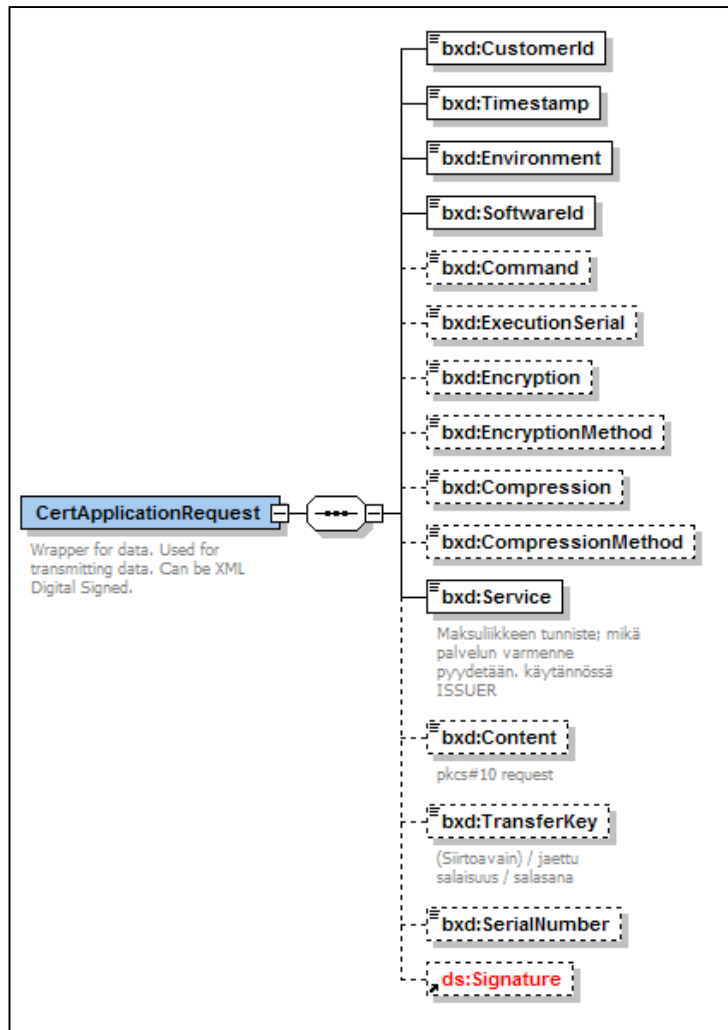 bxd:CustomerId
bxd:Timestamp
bxd:Environment
bxd:SoftwareId
bxd:Command
bxd:ExecutionSerial
bxd:Encryption
bxd:EncryptionMethod
bxd:Compression
CertApplicationRequest
Wrapper for data. Used for
transmitting data. Can be XML
Digital Signed.
bxd:CompressionMethod
bxd:Service
Maksuliikkeen tunniste; mikä
palvelun varmenne
pyydetään. käytännössä
ISSUER
bxd:Content
pkcs#10 request
bxd:TransferKey
(Siirtoavain) / jaettu
salaisuus / salasana
bxd:SerialNumber
ds:Signature